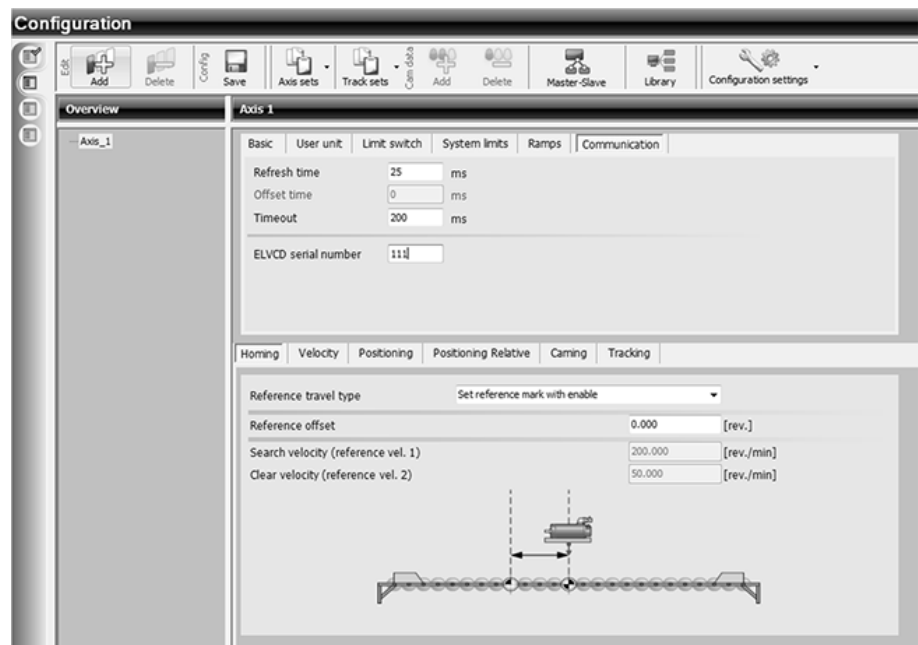 Configuration
Edit Add Delete Config Save Axis sets Track sets Cam data Add Delete Master-Slave Library Configuration settings
Overview
Axis_1
Axis 1
Basic User unit Limit switch System limits Ramps Communication
Refresh time 25 ms
Offset time 0 ms
Timeout 200 ms
ELVCD serial number 111
Homing Velocity Positioning Positioning Relative Caming Tracking
Reference travel type Set reference mark with enable
Reference offset 0.000 [rev.]
Search velocity (reference vel. 1) 200.000 [rev./min]
Clear velocity (reference vel. 2) 50.000 [rev./min]